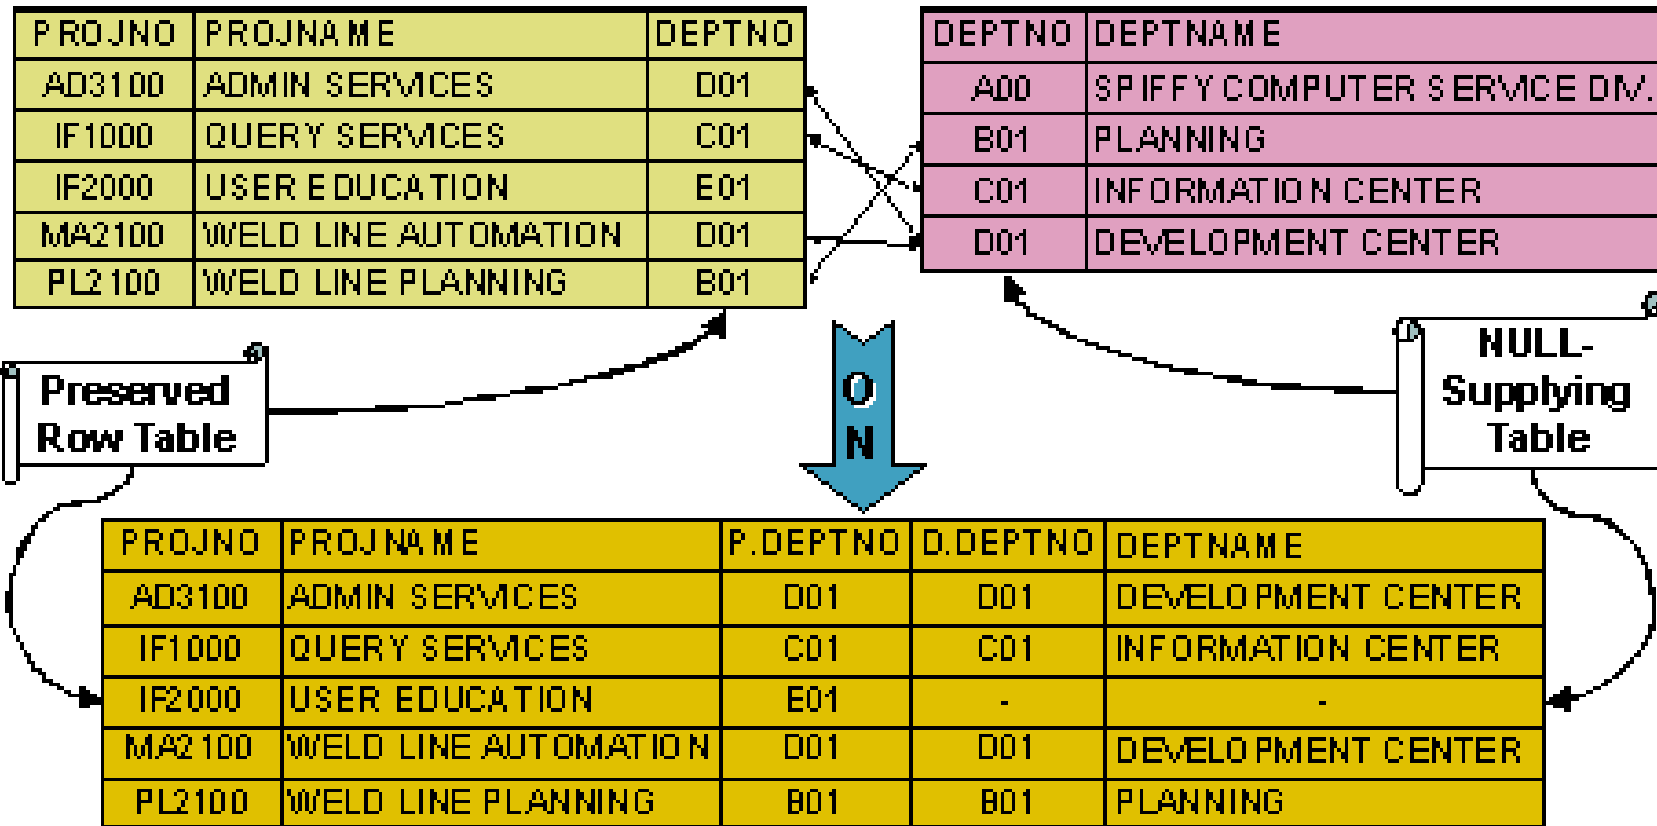 PROJNO PROJNAME DEPTNO
AD3100 ADMIN SERVICES D01
IF1000 QUERY SERVICES C01
IF2000 USER EDUCATION E01
MA2100 WELD LINE AUTOMATION D01
PL2100 WELD LINE PLANNING B01
DEPTNO DEPTNAME
A00 SPIFFY COMPUTER SERVICE DIV.
B01 PLANNING
C01 INFORMATION CENTER
D01 DEVELOPMENT CENTER
Preserved
Row Table
O
N
NULL-
Supplying
Table
PROJNO PROJNAME P.DEPTNO D.DEPTNO DEPTNAME
AD3100 ADMIN SERVICES D01 D01 DEVELOPMENT CENTER
IF1000 QUERY SERVICES C01 C01 INFORMATION CENTER
IF2000 USER EDUCATION E01 - -
MA2100 WELD LINE AUTOMATION D01 D01 DEVELOPMENT CENTER
PL2100 WELD LINE PLANNING B01 B01 PLANNING